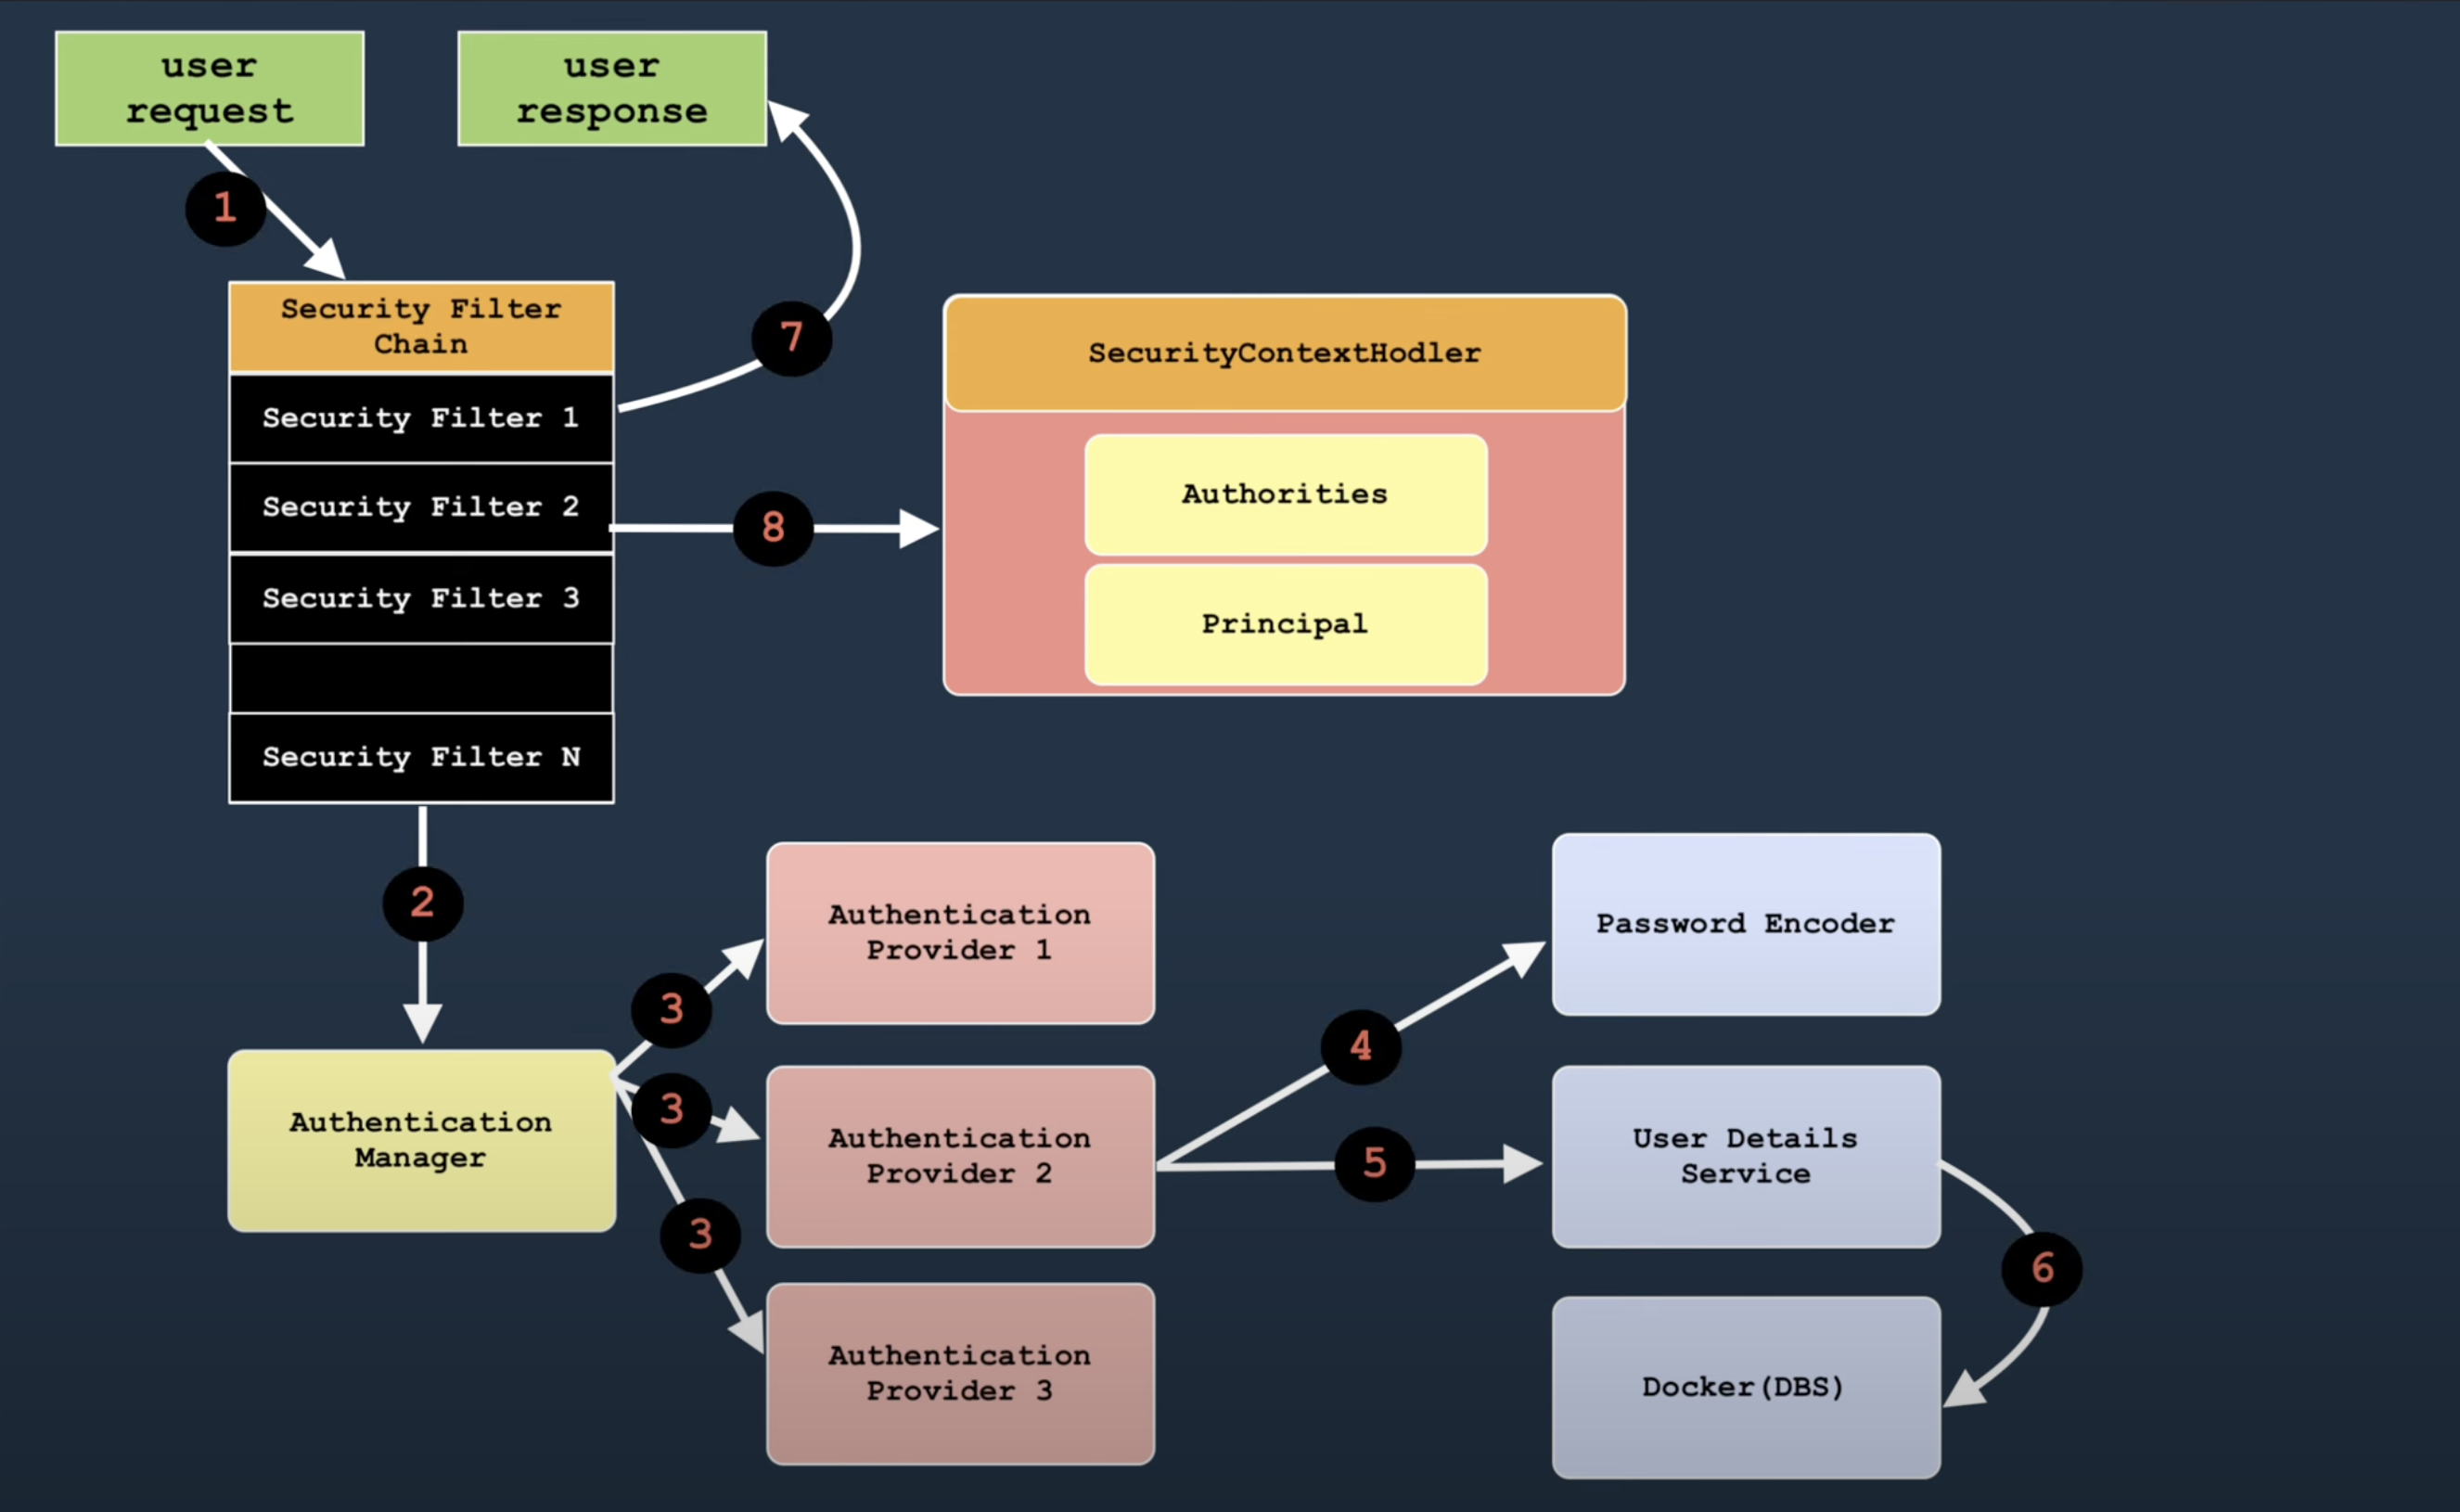 user
request
user
response
1
Security Filter
Chain
7
SecurityContextHodler
Security Filter 1
Authorities
Security Filter 2
8
Security Filter 3
Principal
Security Filter N
2
Authentication
Provider 1
Password Encoder
3
4
Authentication
Manager
3
Authentication
Provider 2
5
User Details
Service
3
6
Authentication
Provider 3
Docker(DBS)